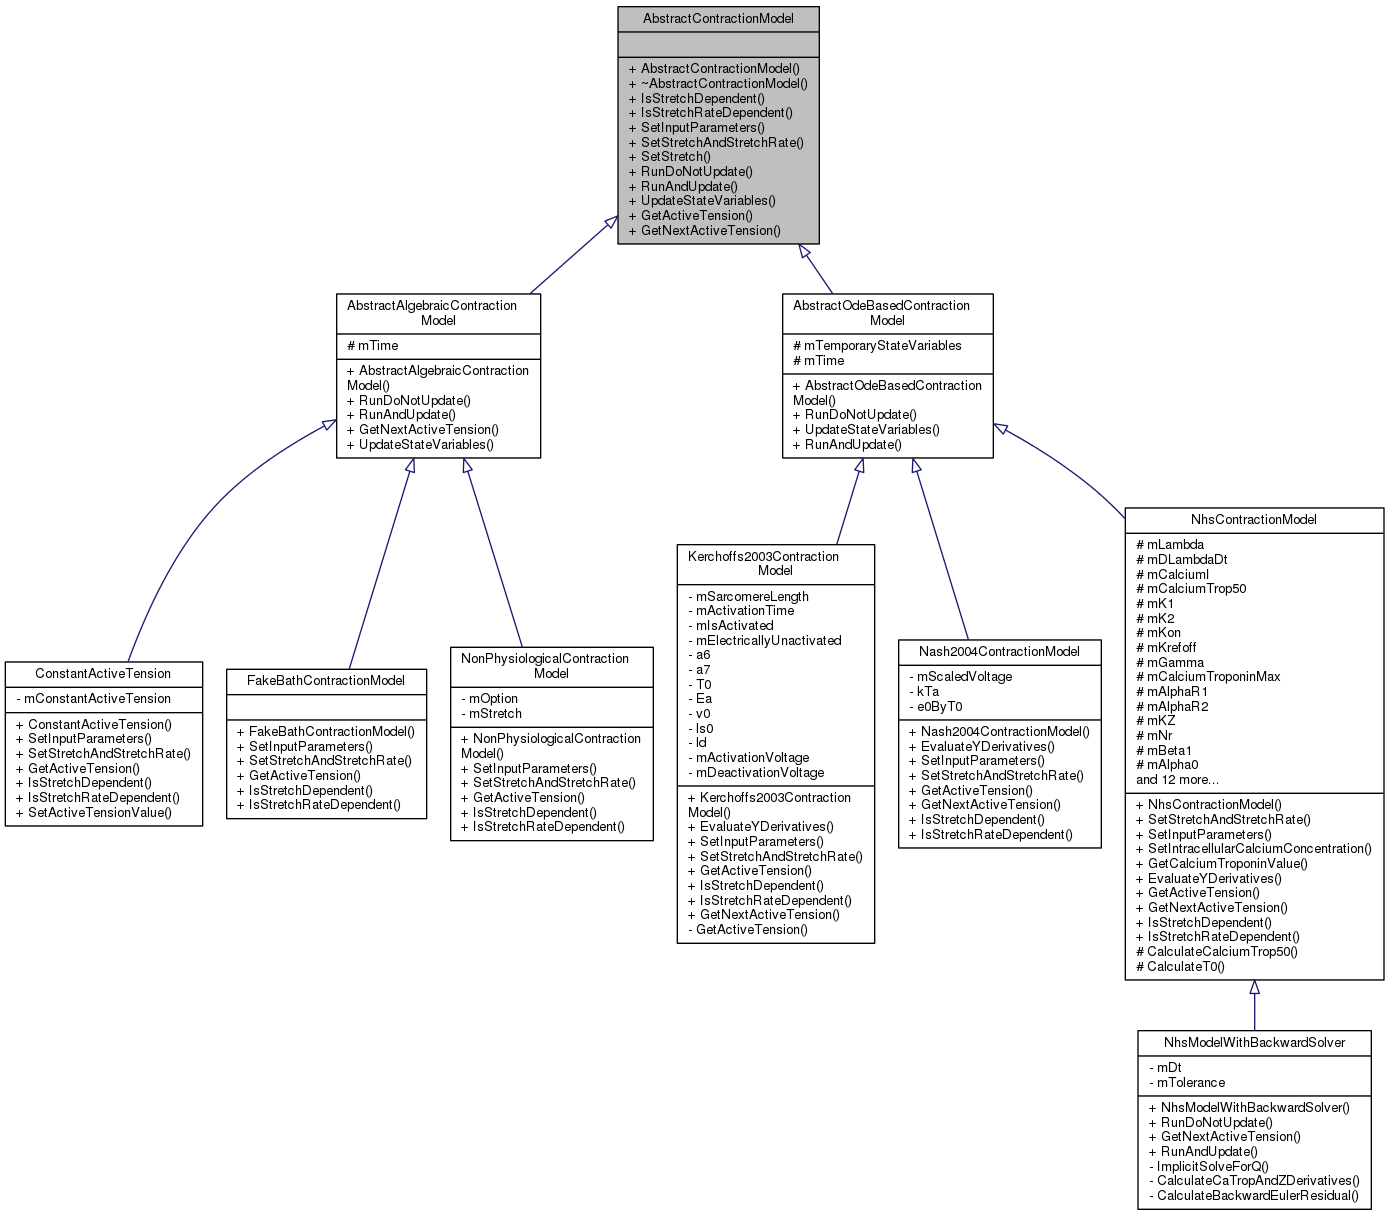 AbstractContractionModel
+ AbstractContractionModel()
+ ~AbstractContractionModel()
+ IsStretchDependent()
+ IsStretchRateDependent()
+ SetInputParameters()
+ SetStretchAndStretchRate()
+ SetStretch()
+ RunDoNotUpdate()
+ RunAndUpdate()
+ UpdateStateVariables()
+ GetActiveTension()
+ GetNextActiveTension()
AbstractAlgebraicContraction
Model
# mTime
+ AbstractAlgebraicContraction
Model()
+ RunDoNotUpdate()
+ RunAndUpdate()
+ GetNextActiveTension()
+ UpdateStateVariables()
AbstractOdeBasedContraction
Model
# mTemporaryStateVariables
# mTime
+ AbstractOdeBasedContraction
Model()
+ RunDoNotUpdate()
+ UpdateStateVariables()
+ RunAndUpdate()
ConstantActiveTension
- mConstantActiveTension
+ ConstantActiveTension()
+ SetInputParameters()
+ SetStretchAndStretchRate()
+ GetActiveTension()
+ IsStretchDependent()
+ IsStretchRateDependent()
+ SetActiveTensionValue()
FakeBathContractionModel
+ FakeBathContractionModel()
+ SetInputParameters()
+ SetStretchAndStretchRate()
+ GetActiveTension()
+ IsStretchDependent()
+ IsStretchRateDependent()
NonPhysiologicalContraction
Model
- mOption
- mStretch
+ NonPhysiologicalContraction
Model()
+ SetInputParameters()
+ SetStretchAndStretchRate()
+ GetActiveTension()
+ IsStretchDependent()
+ IsStretchRateDependent()
Kerchoffs2003Contraction
Model
- mSarcomereLength
- mActivationTime
- mIsActivated
- mElectricallyUnactivated
- a6
- a7
- T0
- Ea
- v0
- ls0
- ld
- mActivationVoltage
- mDeactivationVoltage
+ Kerchoffs2003Contraction
Model()
+ EvaluateYDerivatives()
+ SetInputParameters()
+ SetStretchAndStretchRate()
+ GetActiveTension()
+ IsStretchDependent()
+ IsStretchRateDependent()
+ GetNextActiveTension()
- GetActiveTension()
Nash2004ContractionModel
- mScaledVoltage
- kTa
- e0ByT0
+ Nash2004ContractionModel()
+ EvaluateYDerivatives()
+ SetInputParameters()
+ SetStretchAndStretchRate()
+ GetActiveTension()
+ GetNextActiveTension()
+ IsStretchDependent()
+ IsStretchRateDependent()
NhsContractionModel
# mLambda
# mDLambdaDt
# mCalciumI
# mCalciumTrop50
# mK1
# mK2
# mKon
# mKrefoff
# mGamma
# mCalciumTroponinMax
# mAlphaR1
# mAlphaR2
# mKZ
# mNr
# mBeta1
# mAlpha0
and 12 more...
+ NhsContractionModel()
+ SetStretchAndStretchRate()
+ SetInputParameters()
+ SetIntracellularCalciumConcentration()
+ GetCalciumTroponinValue()
+ EvaluateYDerivatives()
+ GetActiveTension()
+ GetNextActiveTension()
+ IsStretchDependent()
+ IsStretchRateDependent()
# CalculateCalciumTrop50()
# CalculateT0()
NhsModelWithBackwardSolver
- mDt
- mTolerance
+ NhsModelWithBackwardSolver()
+ RunDoNotUpdate()
+ GetNextActiveTension()
+ RunAndUpdate()
- ImplicitSolveForQ()
- CalculateCaTropAndZDerivatives()
- CalculateBackwardEulerResidual()